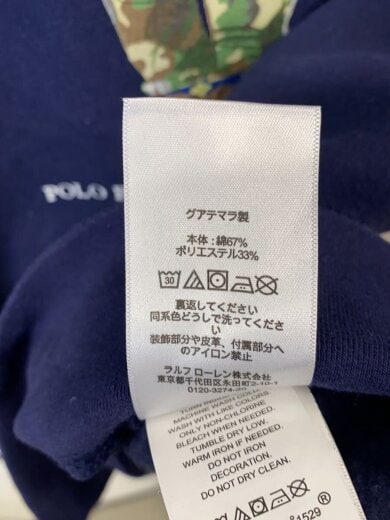 POLO
グアテマラ製
本体:綿67%
ポリエステル33%
30
裏返してください
同系色どうしで洗ってくださ
い
装飾部分や皮革、付属部分へ
のアイロン禁止
ラルフ ローレン株式会社
東京都千代田区永田町2-10-1
0120-3274-20
TURN INSIDE
MACHINE WASH COLD.
WASH WITH LIKE COLORS.
ONLY NON-CHLORINE
BLEACH WHEN NEEDED.
TUMBLE DRY LOW.
WARM IRON IF NEEDED.
DO NOT IRON
DECORATION.
DO NOT DRY CLEAN.
41529 ®